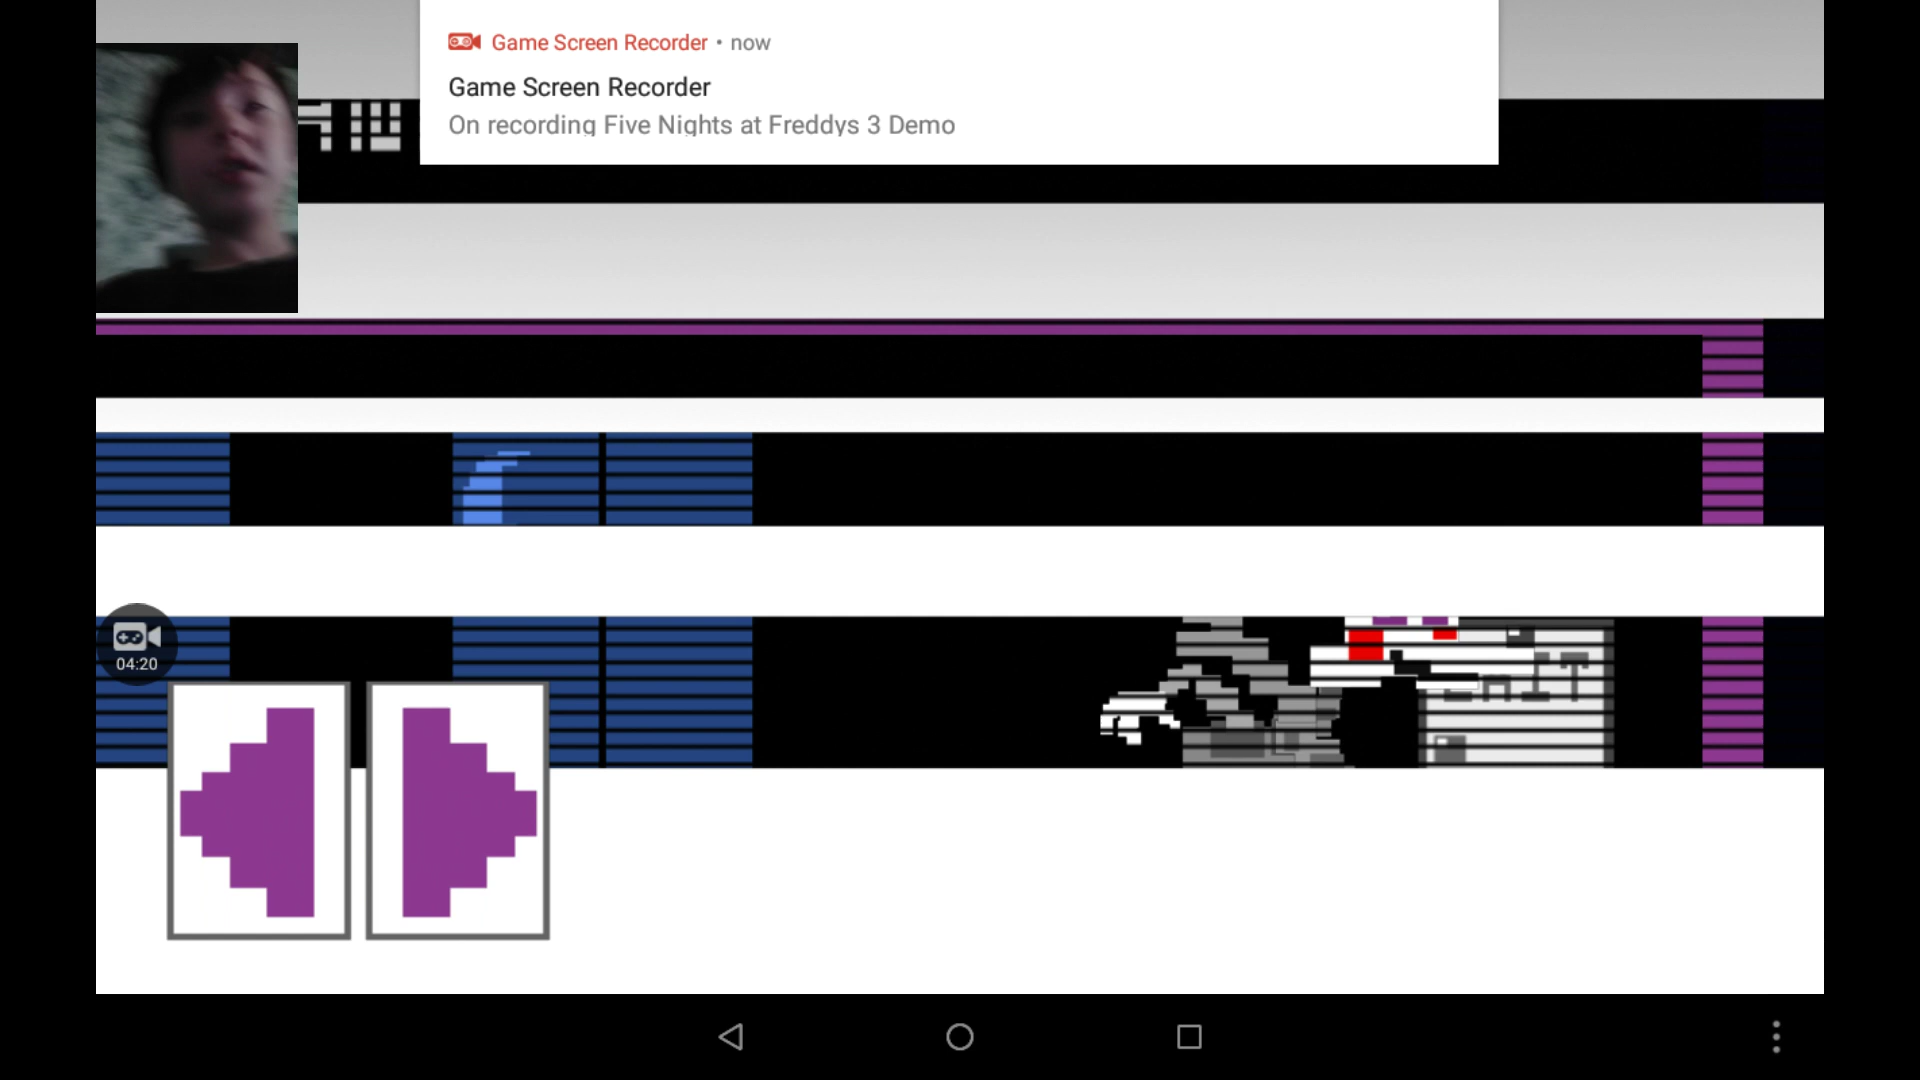 Game Screen Recorder • now
Game Screen Recorder
On recording Five Nights at Freddys 3 Demo
04:20